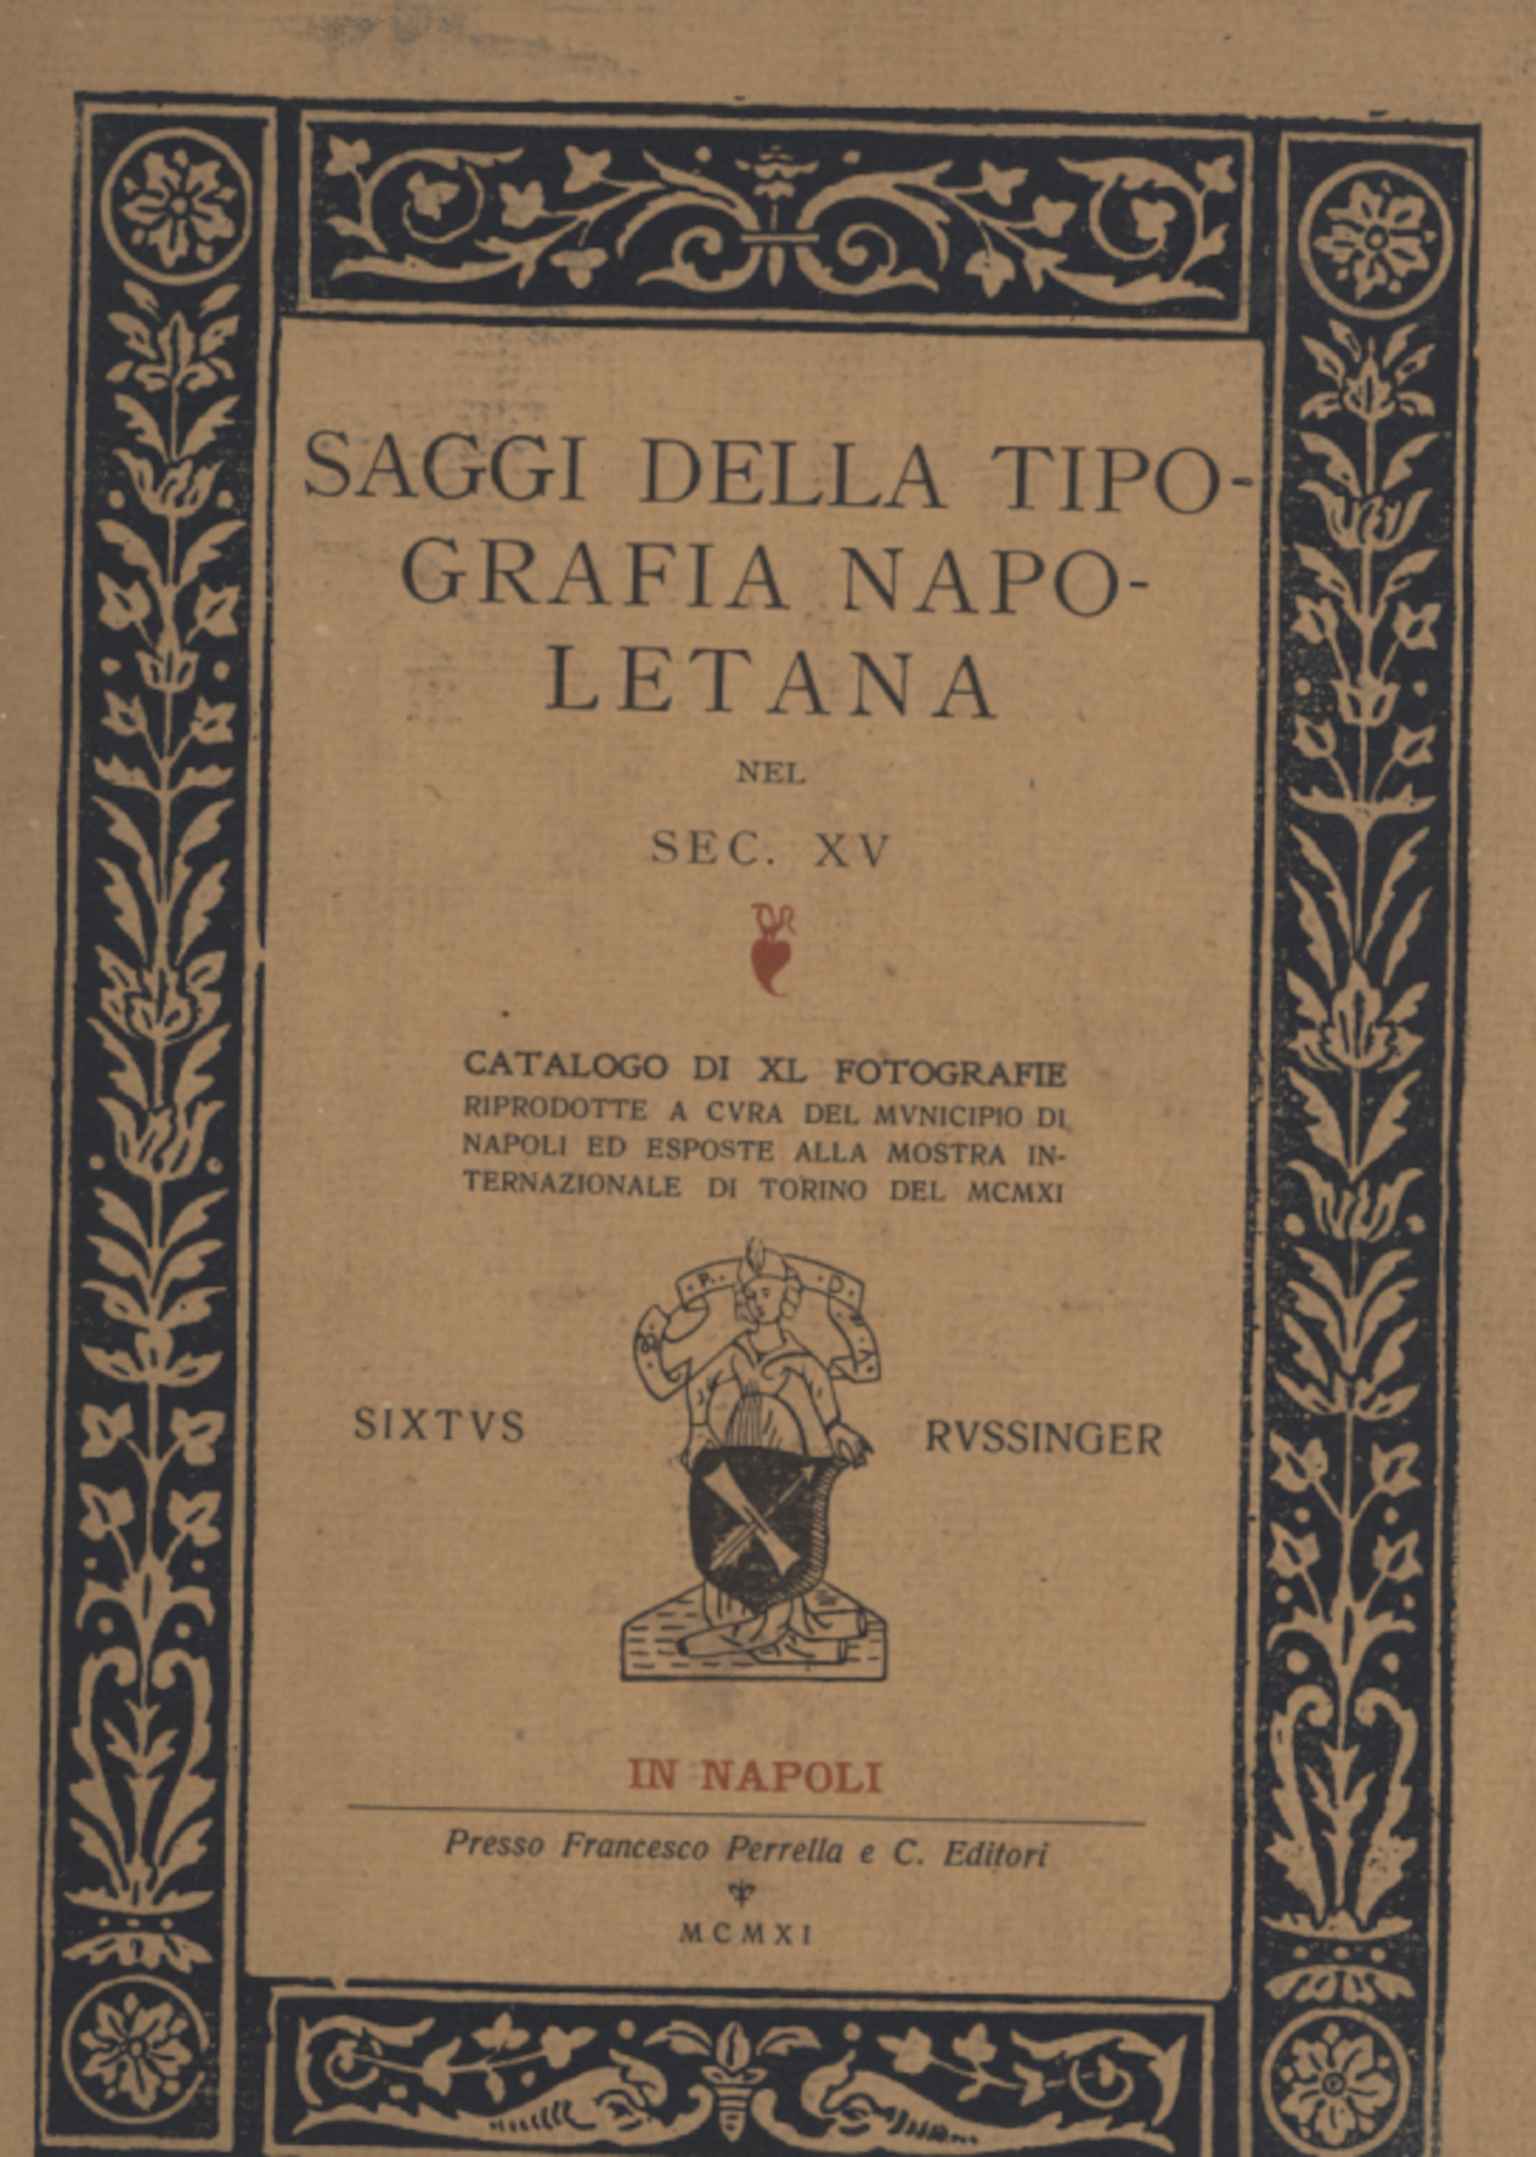 SAGGI DELLA TIPO-
GRAFIA NAPO-
LETANA
NEL
SEC. XV
CATALOGO DI XL FOTOGRAFIE
RIPRODOTTE A CVRA DEL MVNICIPIO DI
NAPOLI ED ESPOSTE ALLA MOSTRA IN-
TERNAZIONALE DI TORINO DEL MCMXI
SIXTVS RVSSINGER
IN NAPOLI
Presso Francesco Perrella e C. Editori
MCMXI